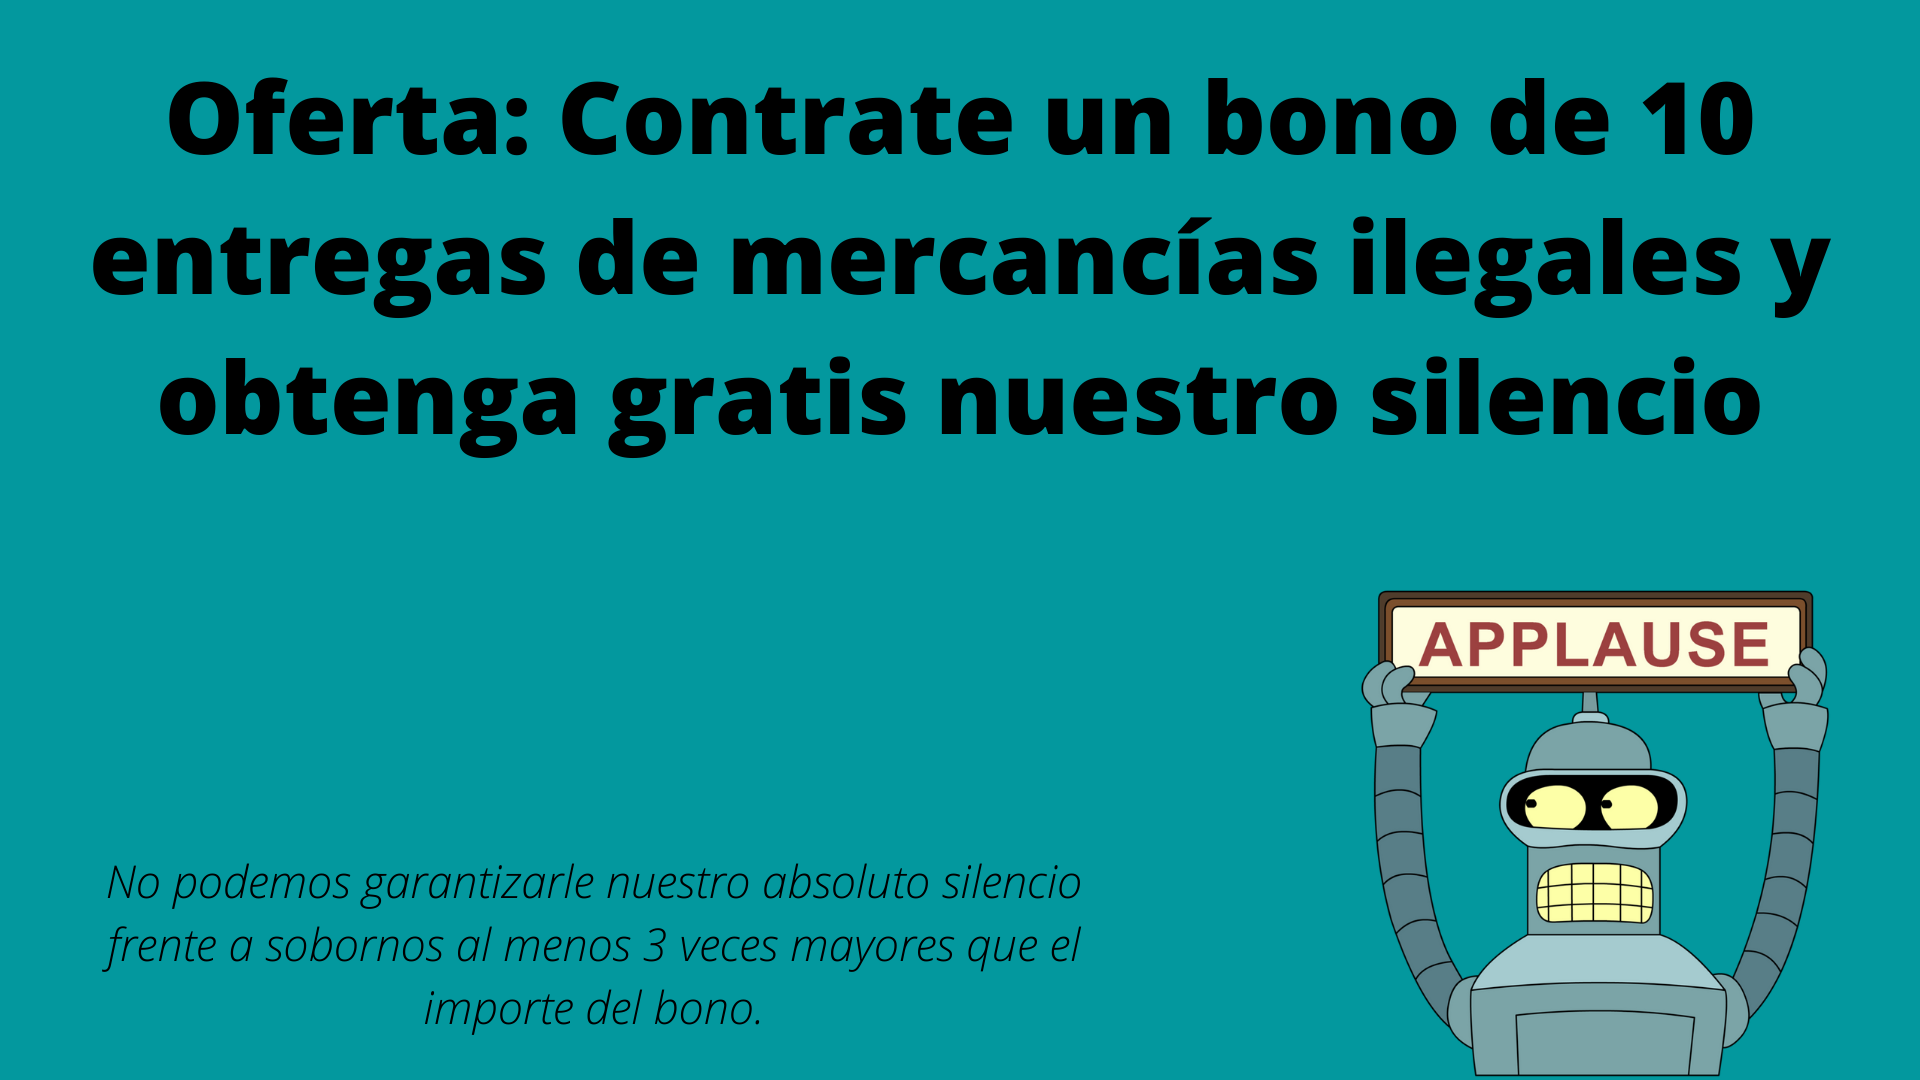 Oferta: Contrate un bono de 10
entregas de mercancías ilegales y
obtenga gratis nuestro silencio
APPLAUSE
No podemos garantizarle nuestro absoluto silencio
frente a sobornos al menos 3 veces mayores que el
importe del bono.